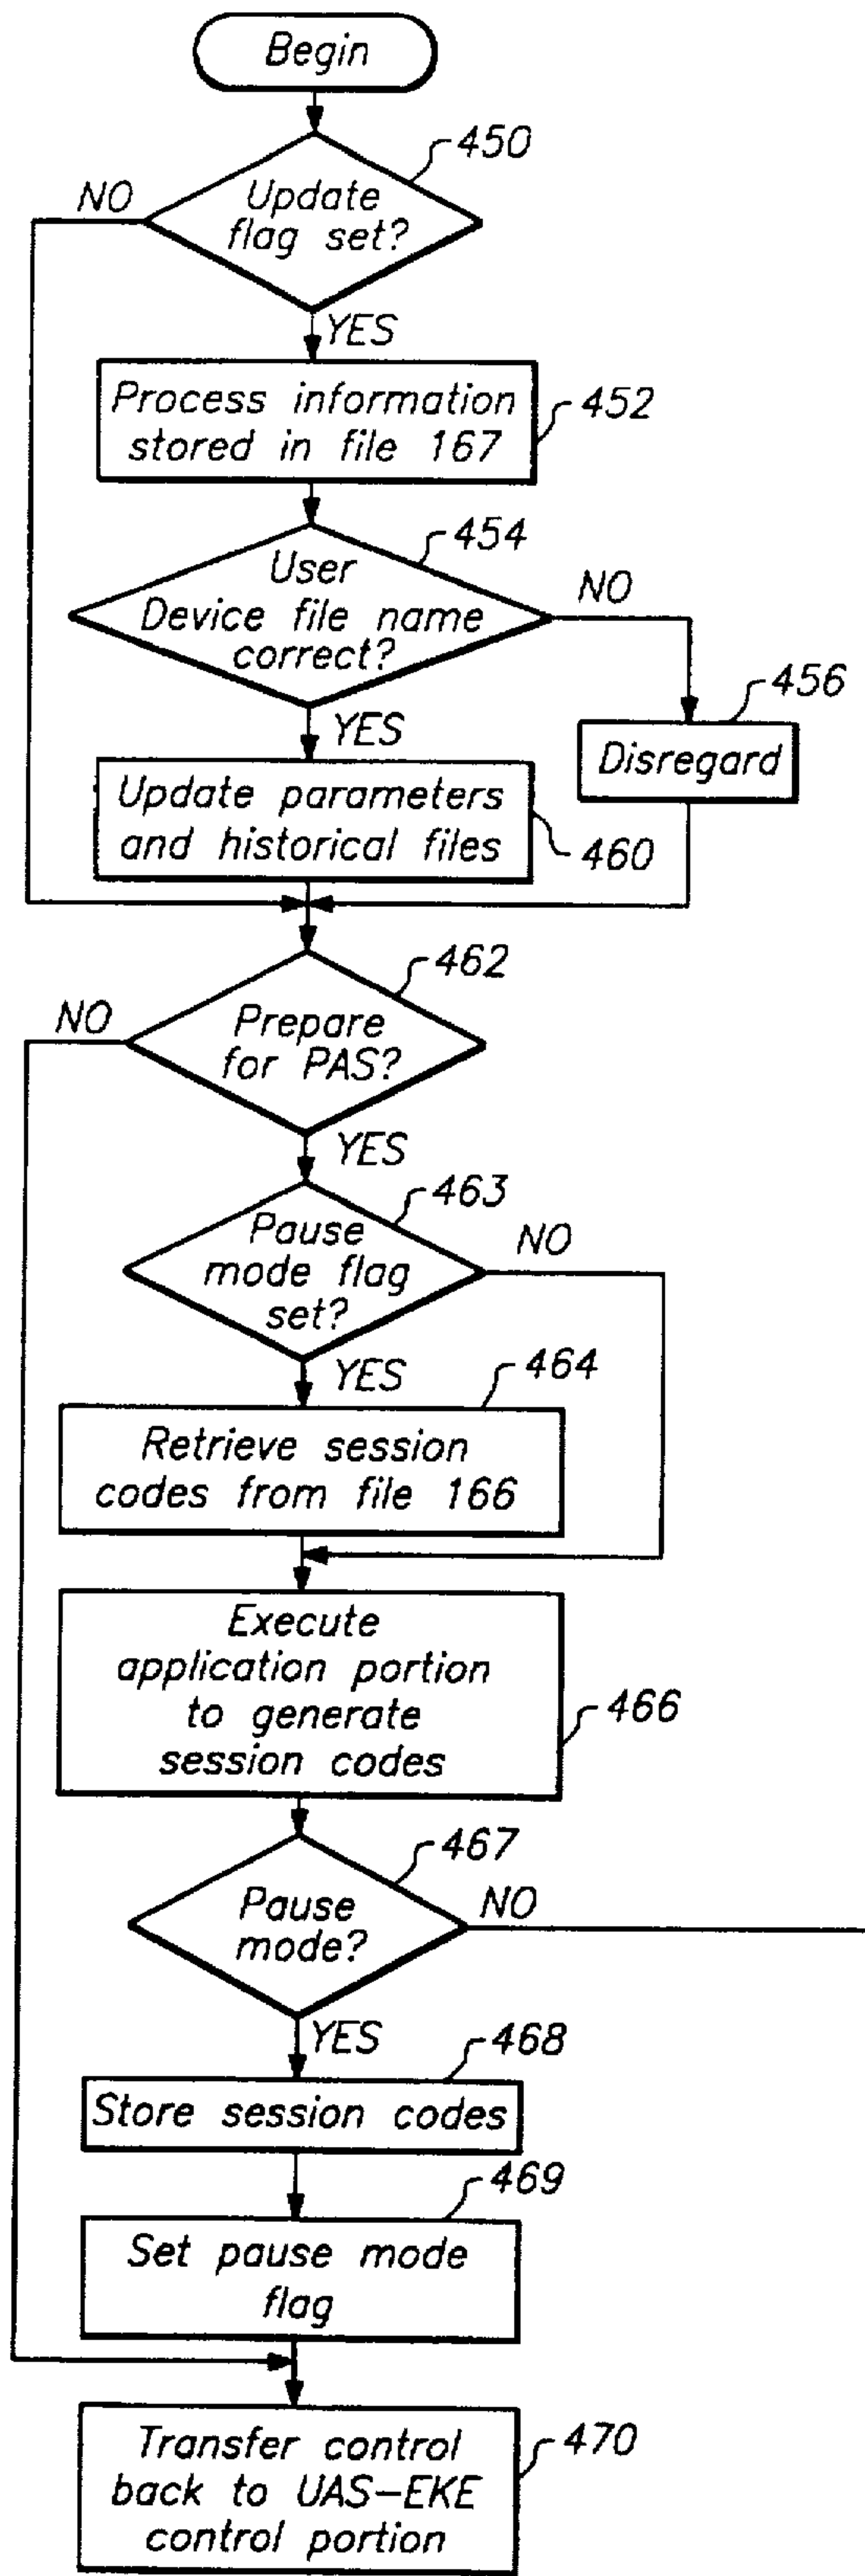 Begin
450
NO
Update
flag set?
YES
Process information
stored in file 167
452
454
User
Device file name
correct?
NO
YES
456
Disregard
Update parameters
and historical files
460
462
NO
Prepare
for PAS?
YES
463
Pause
mode flag
set?
NO
YES
464
Retrieve session
codes from file 166
Execute
application portion
to generate
session codes
466
467
Pause
mode?
NO
YES
468
Store session codes
469
Set pause mode
flag
Transfer control
back to UAS-EKE
control portion
470